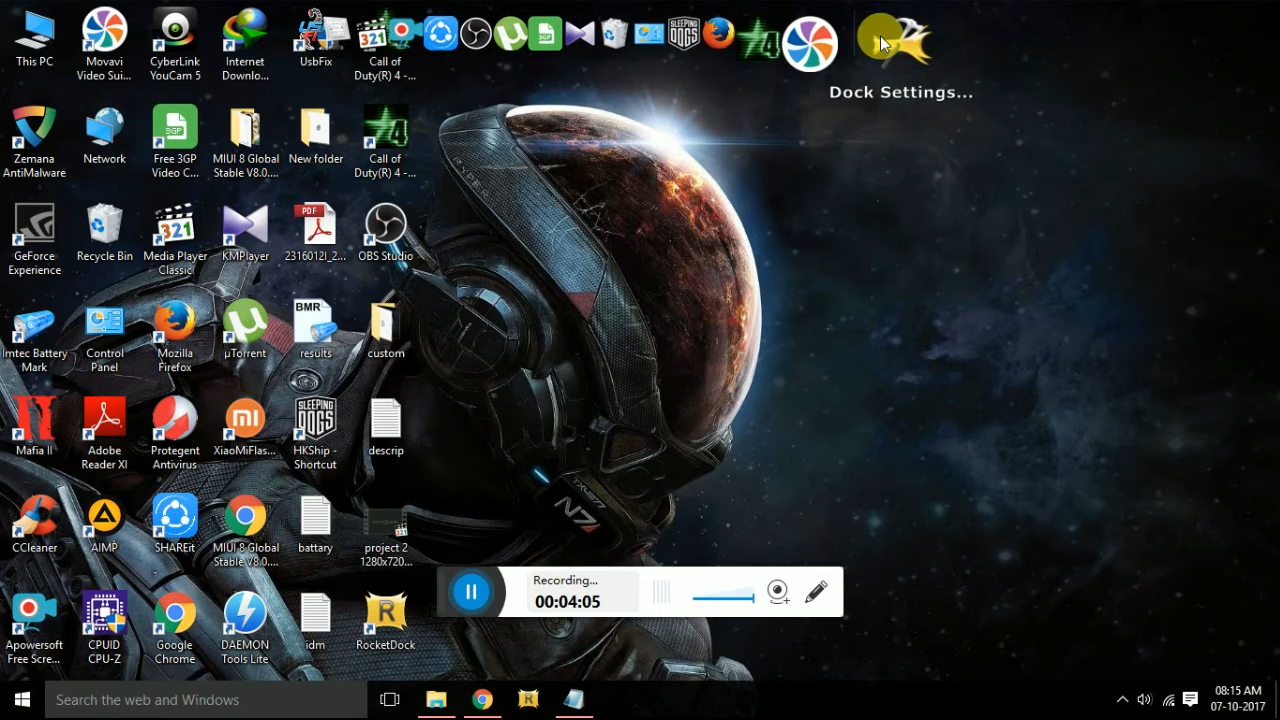 This PC
Movavi
Video Sui...
CyberLink
YouCam 5
Internet
Downlo...
UsbFix
Call of
Duty(R) 4 -...
Dock Settings...
Zemana
AntiMalware
Network
Free 3GP
Video C...
MIUI 8 Global
Stable V8.0....
New folder
Call of
Duty(R) 4 -...
GeForce
Experience
Recycle Bin
Media Player
Classic
KMPlayer
2316012I_2...
OBS Studio
Imtec Battery
Mark
Control
Panel
Mozilla
Firefox
µTorrent
BMR
results
custom
Mafia II
Adobe
Reader XI
Protegent
Antivirus
XiaoMiFlas...
SLEEPING
DOGS
HKShip -
Shortcut
descrip
CCleaner
AIMP
SHAREit
MIUI 8 Global
Stable V8.0....
battary
project 2
1280x720...
Apowersoft
Free Scre...
CPUID
CPU-Z
Google
Chrome
DAEMON
Tools Lite
idm
RocketDock
N7
Recording...
00:04:05
Search the web and Windows
08:15 AM
07-10-2017